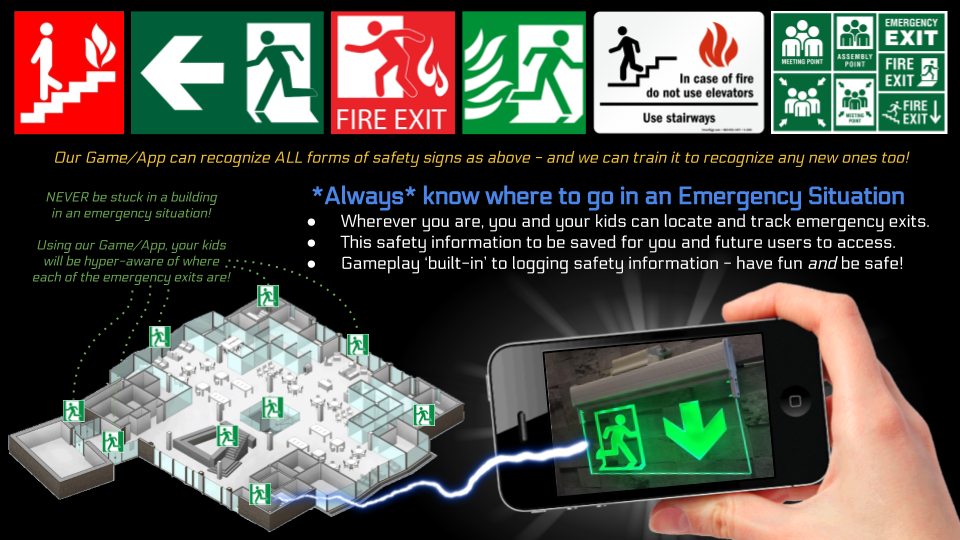 FIRE EXIT
In case of fire
do not use elevators
Use stairways
MEETING POINT
ASSEMBLY
POINT
EMERGENCY
EXIT
FIRE
EXIT
MEETING
POINT
FIRE
EXIT
Our Game/App can recognize ALL forms of safety signs as above - and we can train it to recognize any new ones too!
NEVER be stuck in a building
in an emergency situation!
Using our Game/App, your kids
will be hyper-aware of where
each of the emergency exits are!
*Always* know where to go in an Emergency Situation
● Wherever you are, you and your kids can locate and track emergency exits.
● This safety information to be saved for you and future users to access.
● Gameplay ‘built-in’ to logging safety information - have fun and be safe!